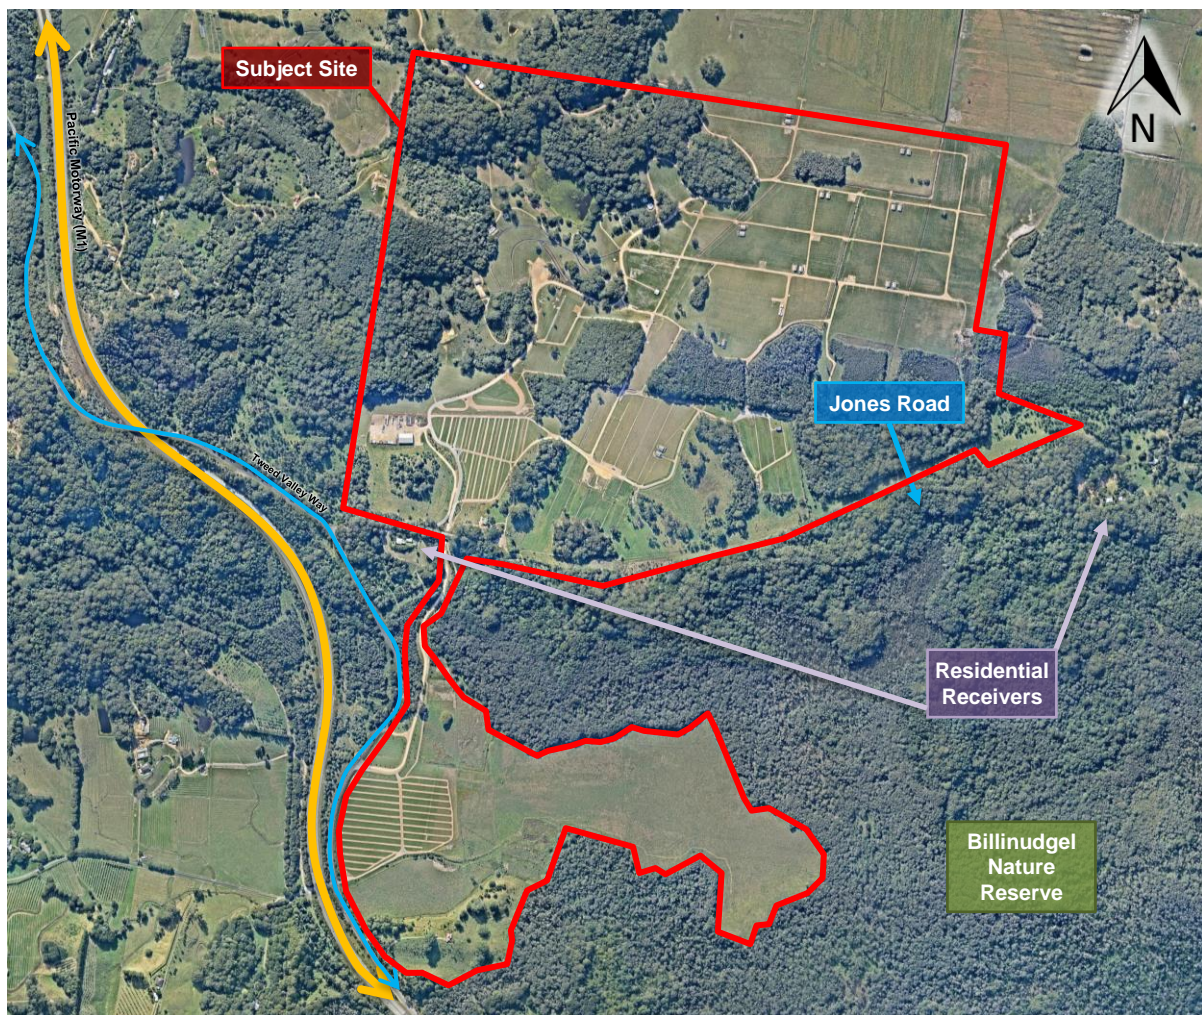 Subject Site
N
Pacific Motorway (M1)
Jones Road
Tweed Valley Way
Residential
Receivers
Billinudgel
Nature
Reserve